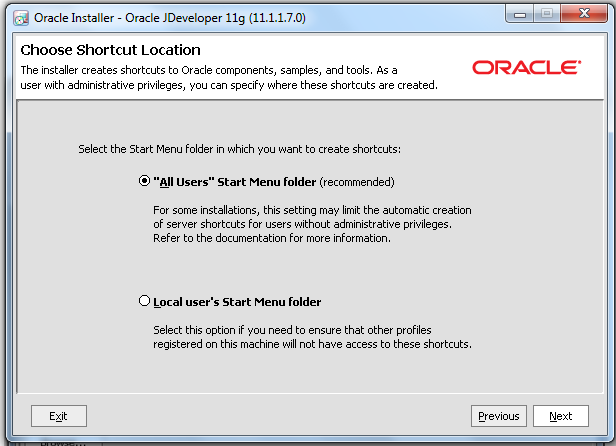 Oracle Installer - Oracle JDeveloper 11g (11.1.1.7.0)
Choose Shortcut Location
The installer creates shortcuts to Oracle components, samples, and tools. As a
user with administrative privileges, you can specify where these shortcuts are created.
ORACLE
Select the Start Menu folder in which you want to create shortcuts:
"All Users" Start Menu folder (recommended)
For some installations, this setting may limit the automatic creation
of server shortcuts for users without administrative privileges.
Refer to the documentation for more information.
Local user's Start Menu folder
Select this option if you need to ensure that other profiles
registered on this machine will not have access to these shortcuts.
Exit
Previous
Next